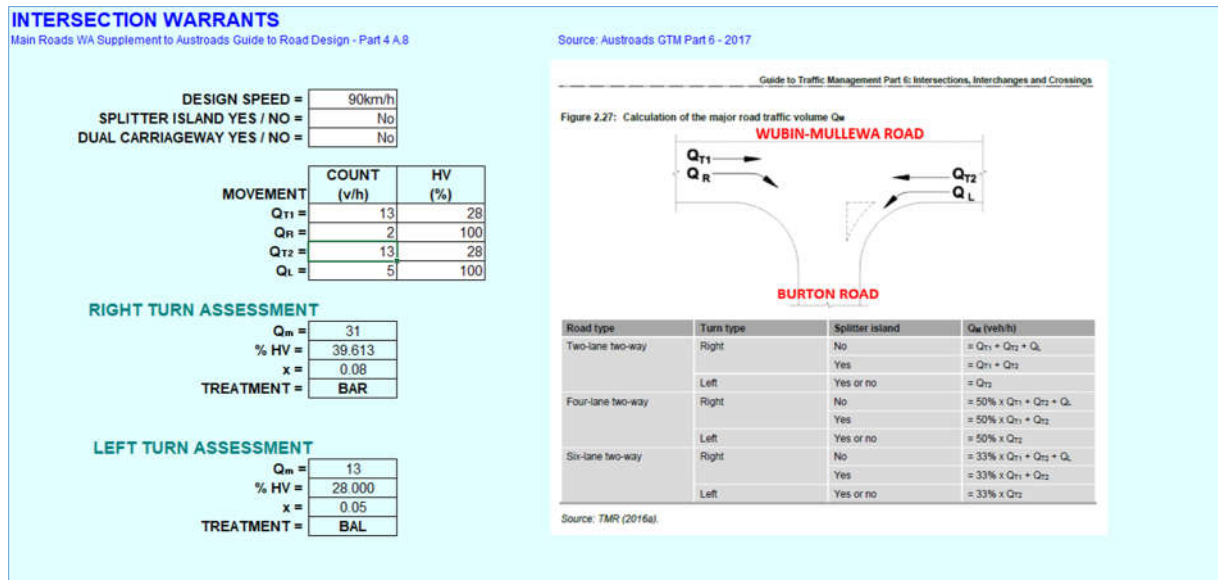 INTERSECTION WARRANTS
Main Roads WA Supplement to Austroads Guide to Road Design - Part 4 A.8
Source: Austroads GTM Part 6 - 2017
DESIGN SPEED = 90km/h
SPLITTER ISLAND YES / NO = No
DUAL CARRIAGEWAY YES / NO = No
MOVEMENT COUNT (v/h) HV (%)
QT1 = 13 28
QR = 2 100
QT2 = 13 28
QL = 5 100
RIGHT TURN ASSESSMENT
Qm = 31
% HV = 39.613
x = 0.08
TREATMENT = BAR
LEFT TURN ASSESSMENT
Qm = 13
% HV = 28.000
x = 0.05
TREATMENT = BAL
Guide to Traffic Management Part 6: Intersections, Interchanges and Crossings
Figure 2.27: Calculation of the major road traffic volume QM
WUBIN-MULLEWA ROAD
QT1
QR
QT2
QL
BURTON ROAD
Road type Turn type Splitter island QM (veh/h)
Two-lane two-way Right No = QT1 + QT2 + QL
Yes = QT1 + QT2
Left Yes or no = QT2
Four-lane two-way Right No = 50% x QT1 + QT2 + QL
Yes = 50% x QT1 + QT2
Left Yes or no = 50% x QT2
Six-lane two-way Right No = 33% x QT1 + QT2 + QL
Yes = 33% x QT1 + QT2
Left Yes or no = 33% x QT2
Source: TMR (2016a).